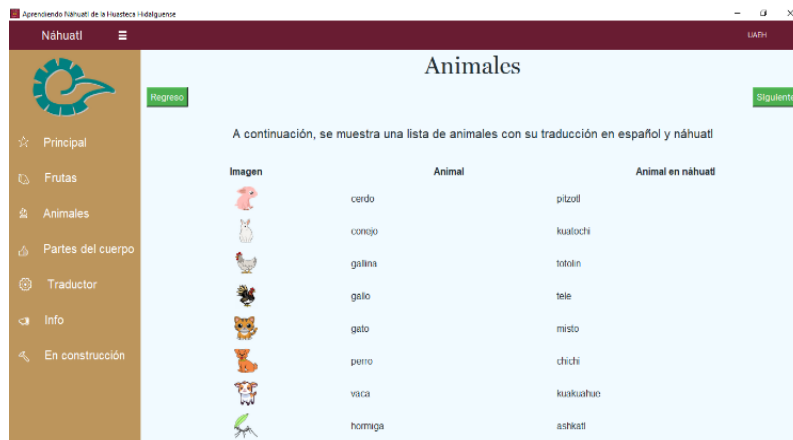 Aprendiendo Náhuatl de la Huasteca Hidalguense
Náhuatl
UAEH
Animales
Regreso
Siguiente
Principal
Frutas
Animales
Partes del cuerpo
Traductor
Info
En construcción
A continuación, se muestra una lista de animales con su traducción en español y náhuatl
Imagen Animal Animal en náhuatl
cerdo pitzotl
conejo kuatochi
gallina totolin
gallo tele
gato misto
perro chichi
vaca kuakuahue
hormiga ashkatl